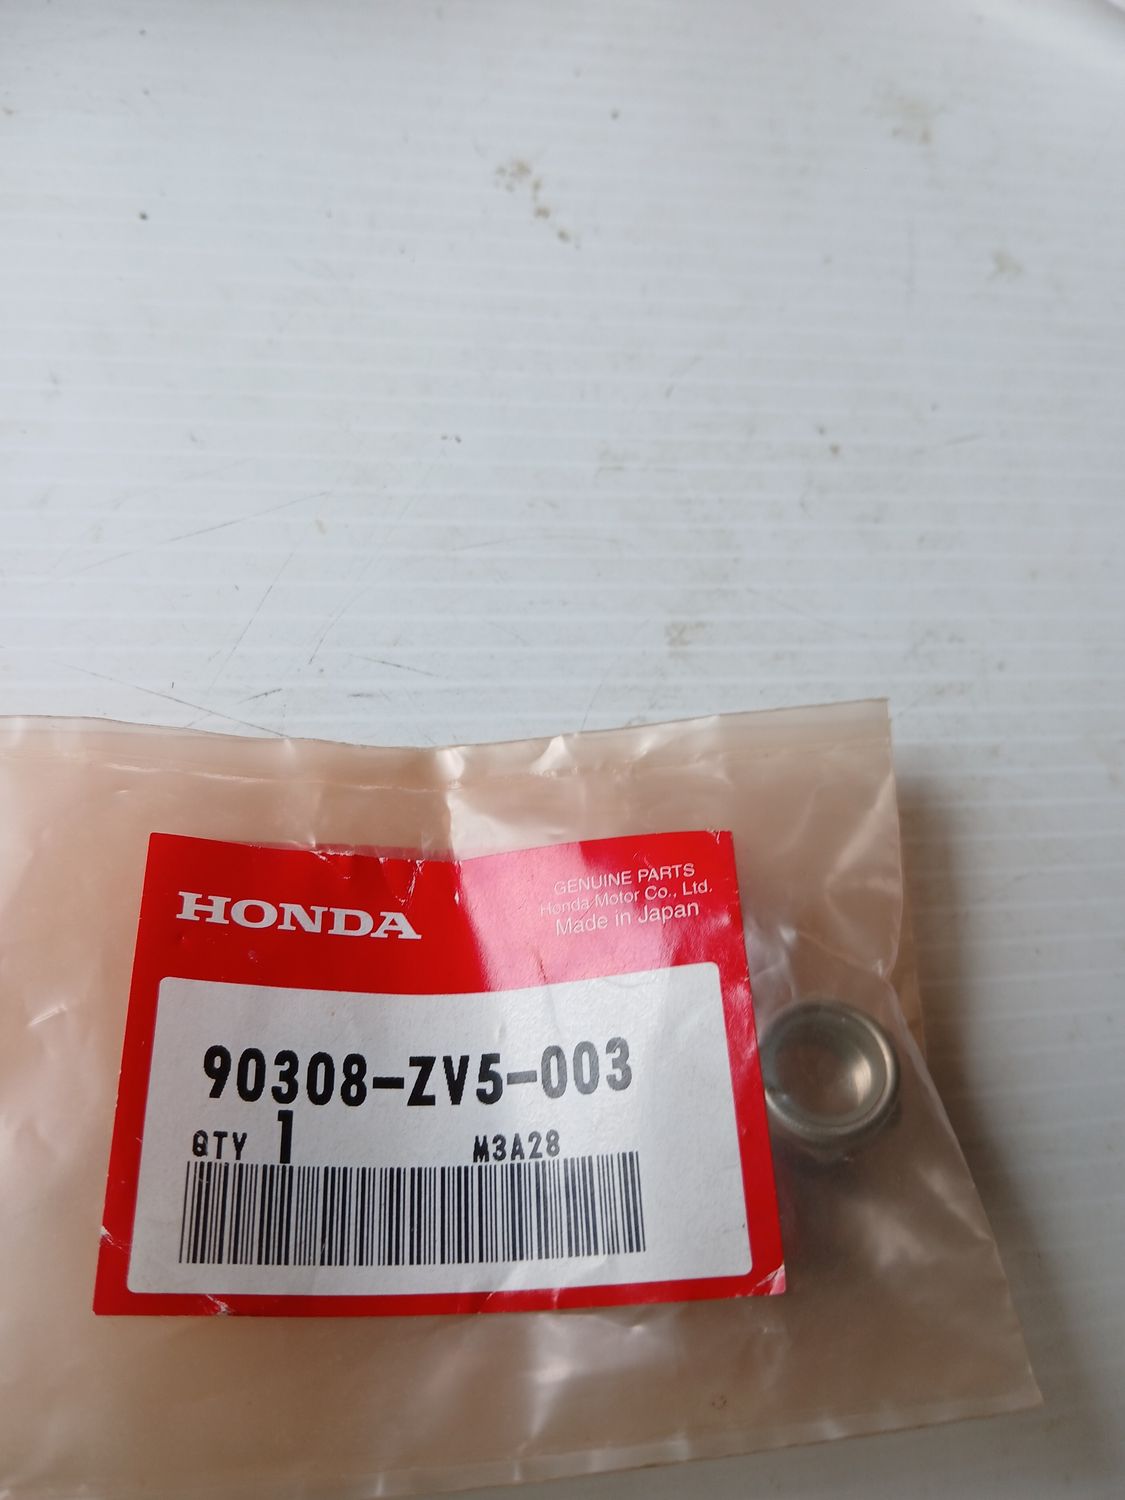 HONDA
GENUINE PARTS
Honda Motor Co., Ltd.
Made in Japan
90308-ZV5-003
QTY 1 M3A28